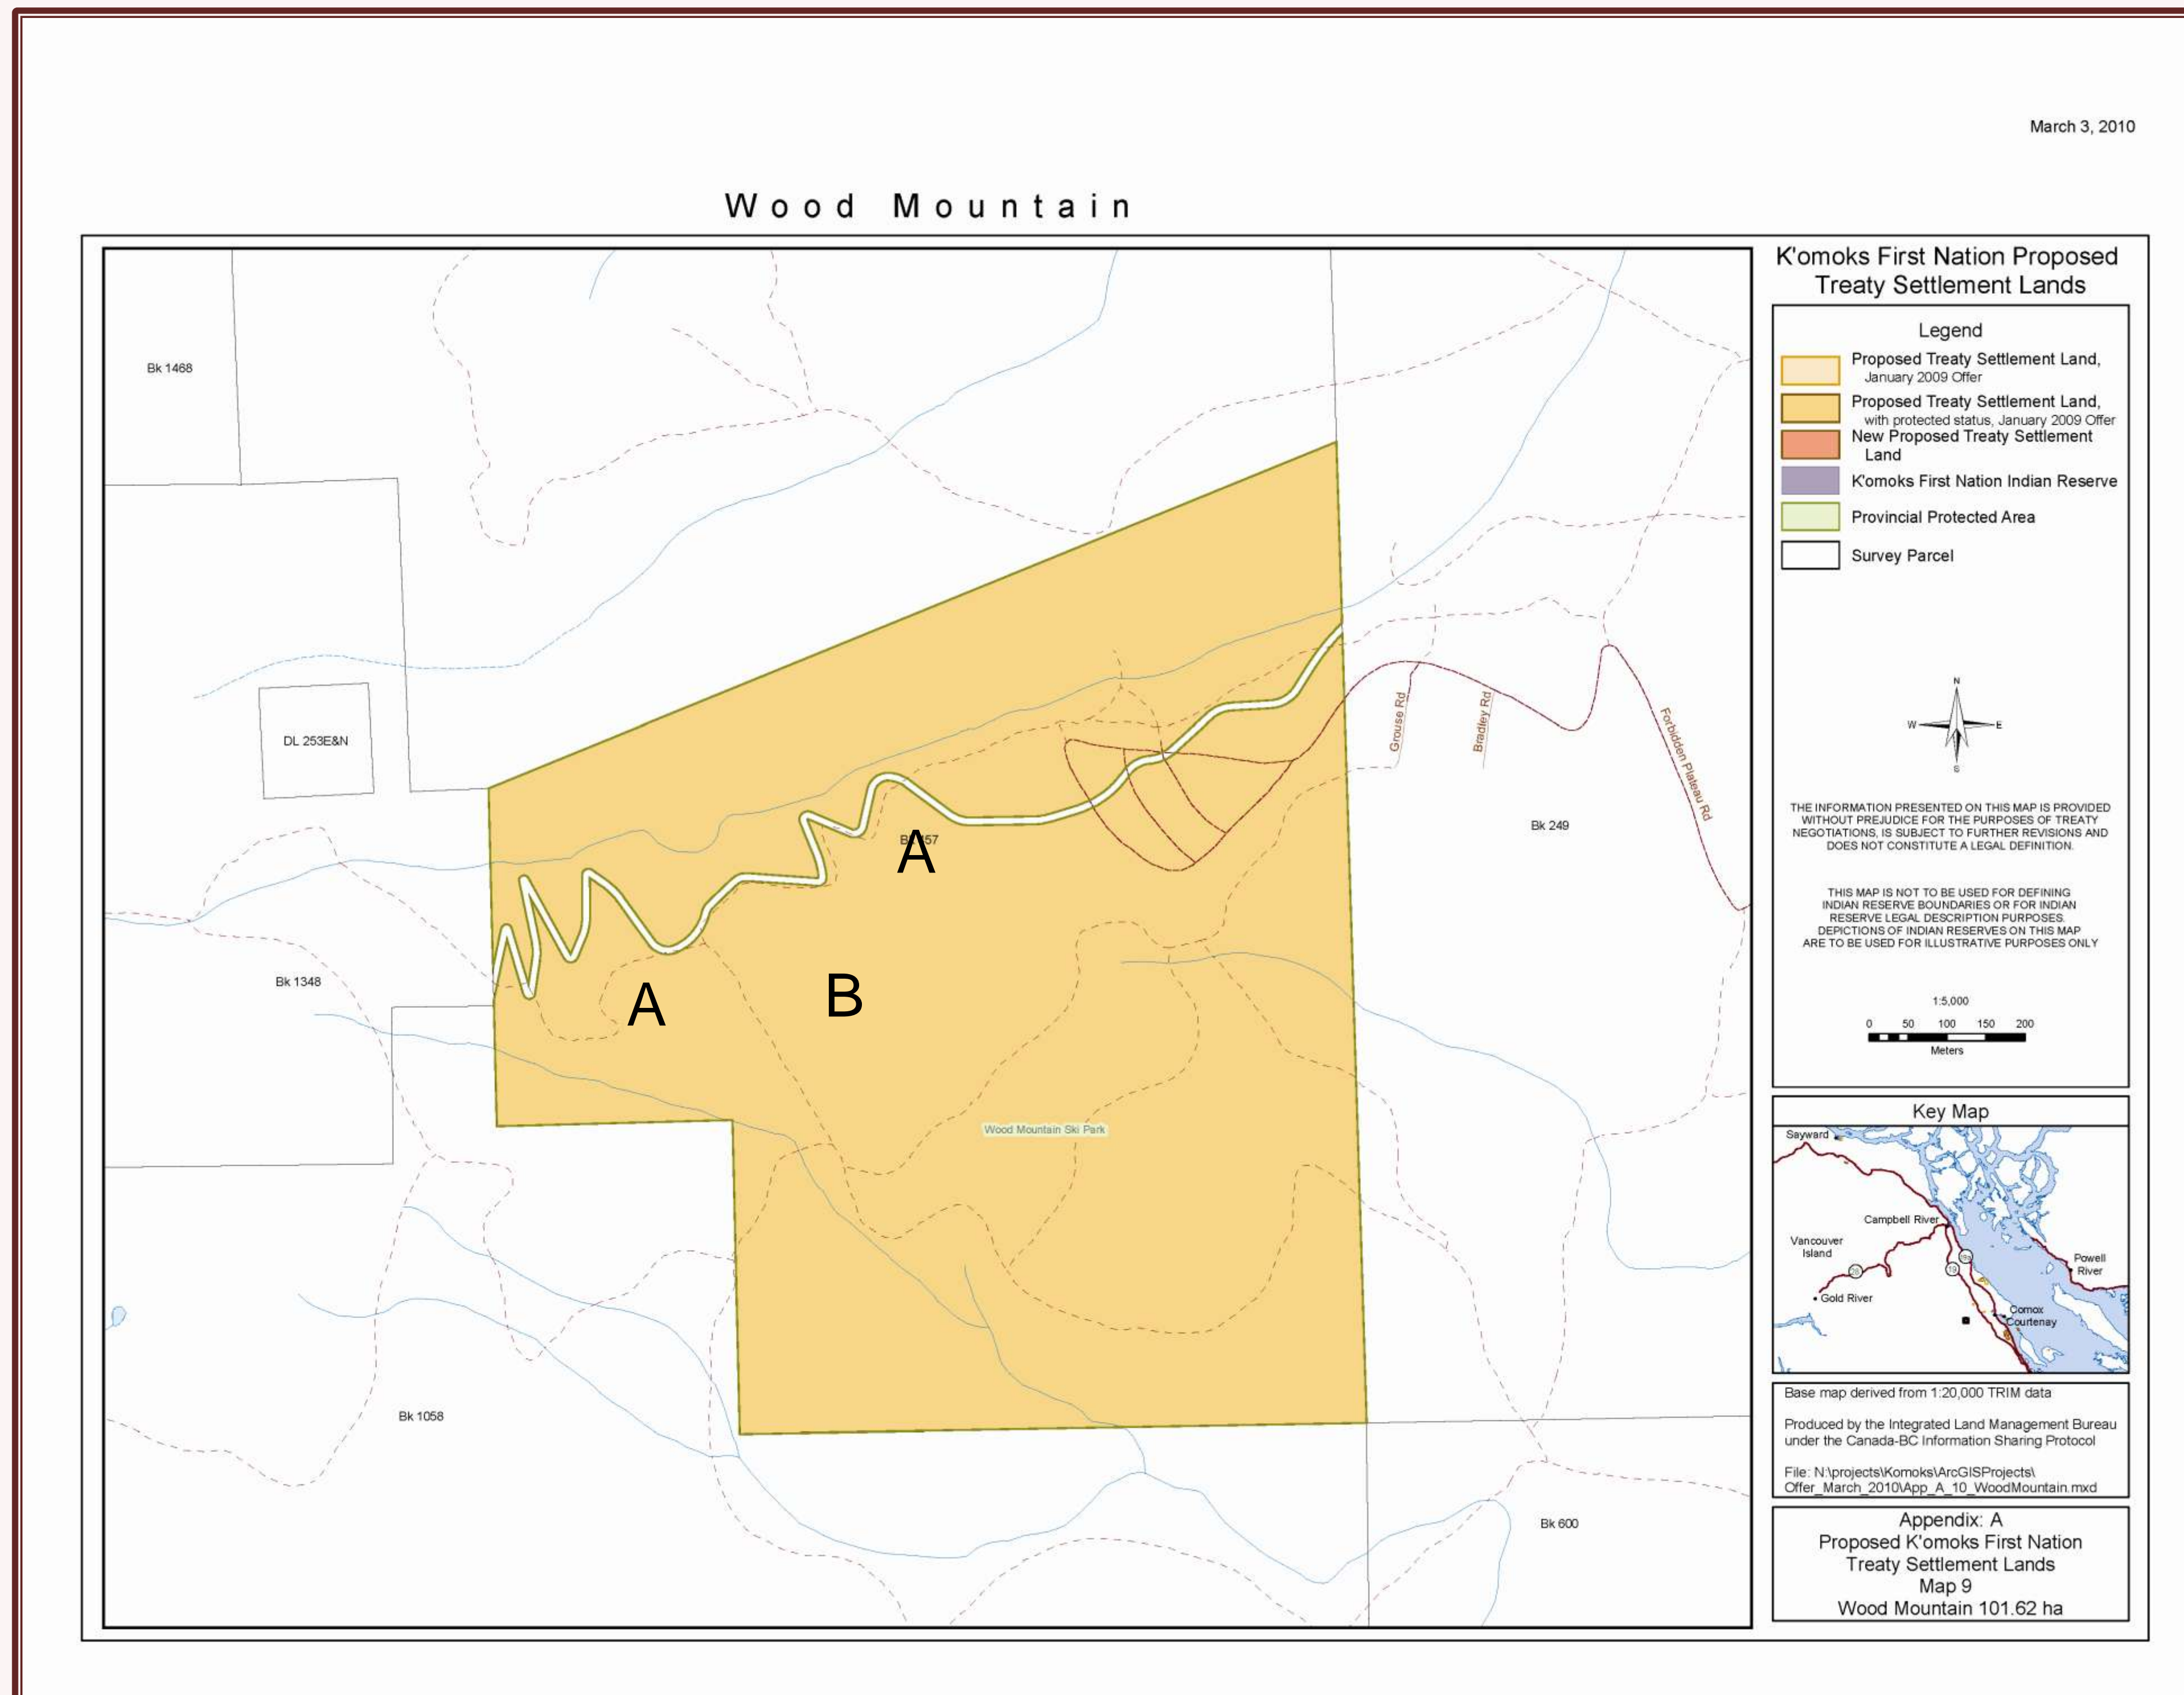 March 3, 2010
Wood Mountain
K'omoks First Nation Proposed
Treaty Settlement Lands
Legend
Proposed Treaty Settlement Land,
January 2009 Offer
Proposed Treaty Settlement Land,
with protected status, January 2009 Offer
New Proposed Treaty Settlement
Land
K'omoks First Nation Indian Reserve
Provincial Protected Area
Survey Parcel
N
W
E
S
THE INFORMATION PRESENTED ON THIS MAP IS PROVIDED
WITHOUT PREJUDICE FOR THE PURPOSES OF TREATY
NEGOTIATIONS, IS SUBJECT TO FURTHER REVISIONS AND
DOES NOT CONSTITUTE A LEGAL DEFINITION.
THIS MAP IS NOT TO BE USED FOR DEFINING
INDIAN RESERVE BOUNDARIES OR FOR INDIAN
RESERVE LEGAL DESCRIPTION PURPOSES.
DEPICTIONS OF INDIAN RESERVES ON THIS MAP
ARE TO BE USED FOR ILLUSTRATIVE PURPOSES ONLY
1:5,000
0 50 100 150 200
Meters
Key Map
Sayward
Campbell River
Vancouver
Island
Powell
River
28
19
19a
Gold River
Comox
Courtenay
Base map derived from 1:20,000 TRIM data
Produced by the Integrated Land Management Bureau
under the Canada-BC Information Sharing Protocol
File: N:\projects\Komoks\ArcGISProjects\
Offer_March_2010\App_A_10_WoodMountain.mxd
Appendix: A
Proposed K'omoks First Nation
Treaty Settlement Lands
Map 9
Wood Mountain 101.62 ha
Bk 1468
DL 253E&N
Grouse Rd
Bradley Rd
Forbidden Plateau Rd
Bk 249
A
Bk 1348
A
B
Wood Mountain Ski Park
Bk 1058
Bk 600